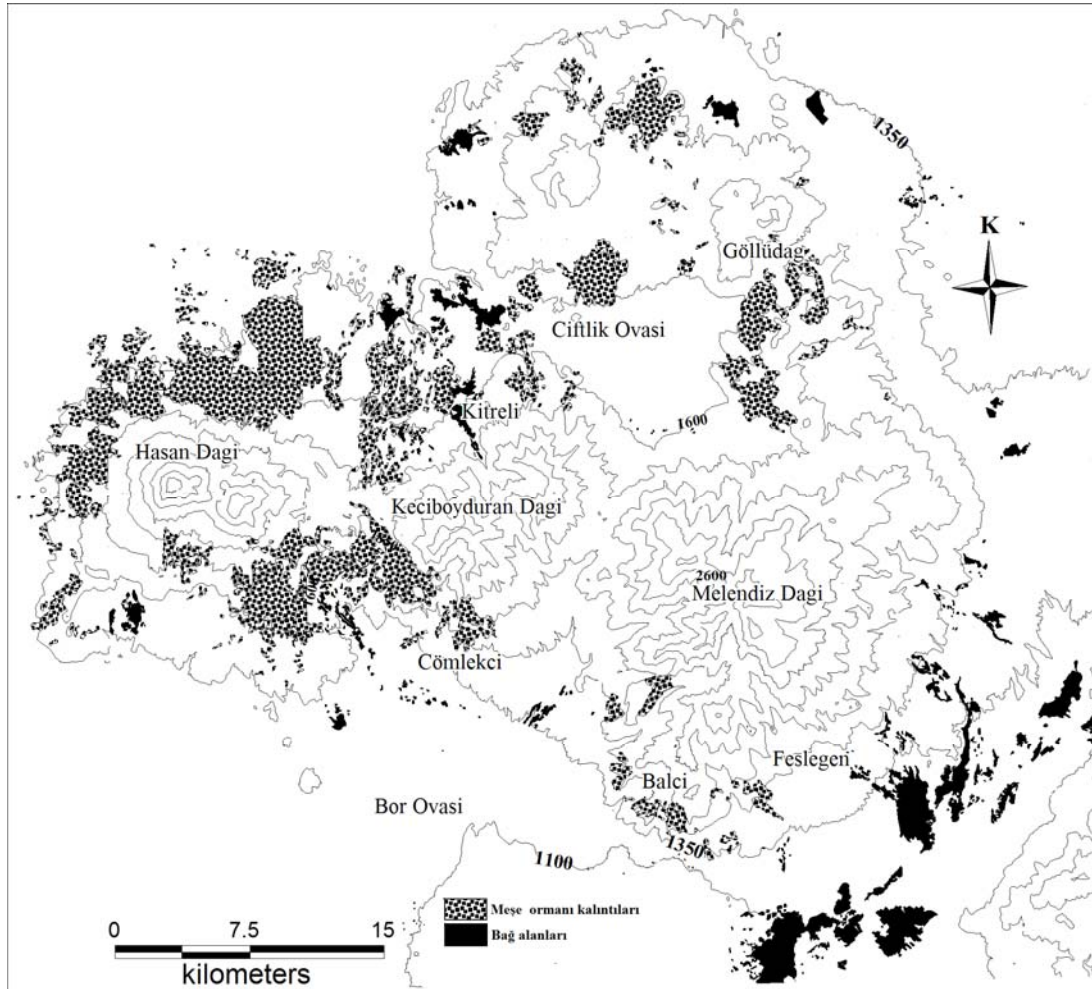 1350
K
Göllüdag
Ciftlik Ovasi
Kitreli
1600
Hasan Dagi
Keciboyduran Dagi
2600
Melendiz Dagi
Cömlekci
Feslegen
Balci
Bor Ovasi
1350
1100
Meşe ormanı kalıntıları
Bağ alanları
0 7.5 15
kilometers